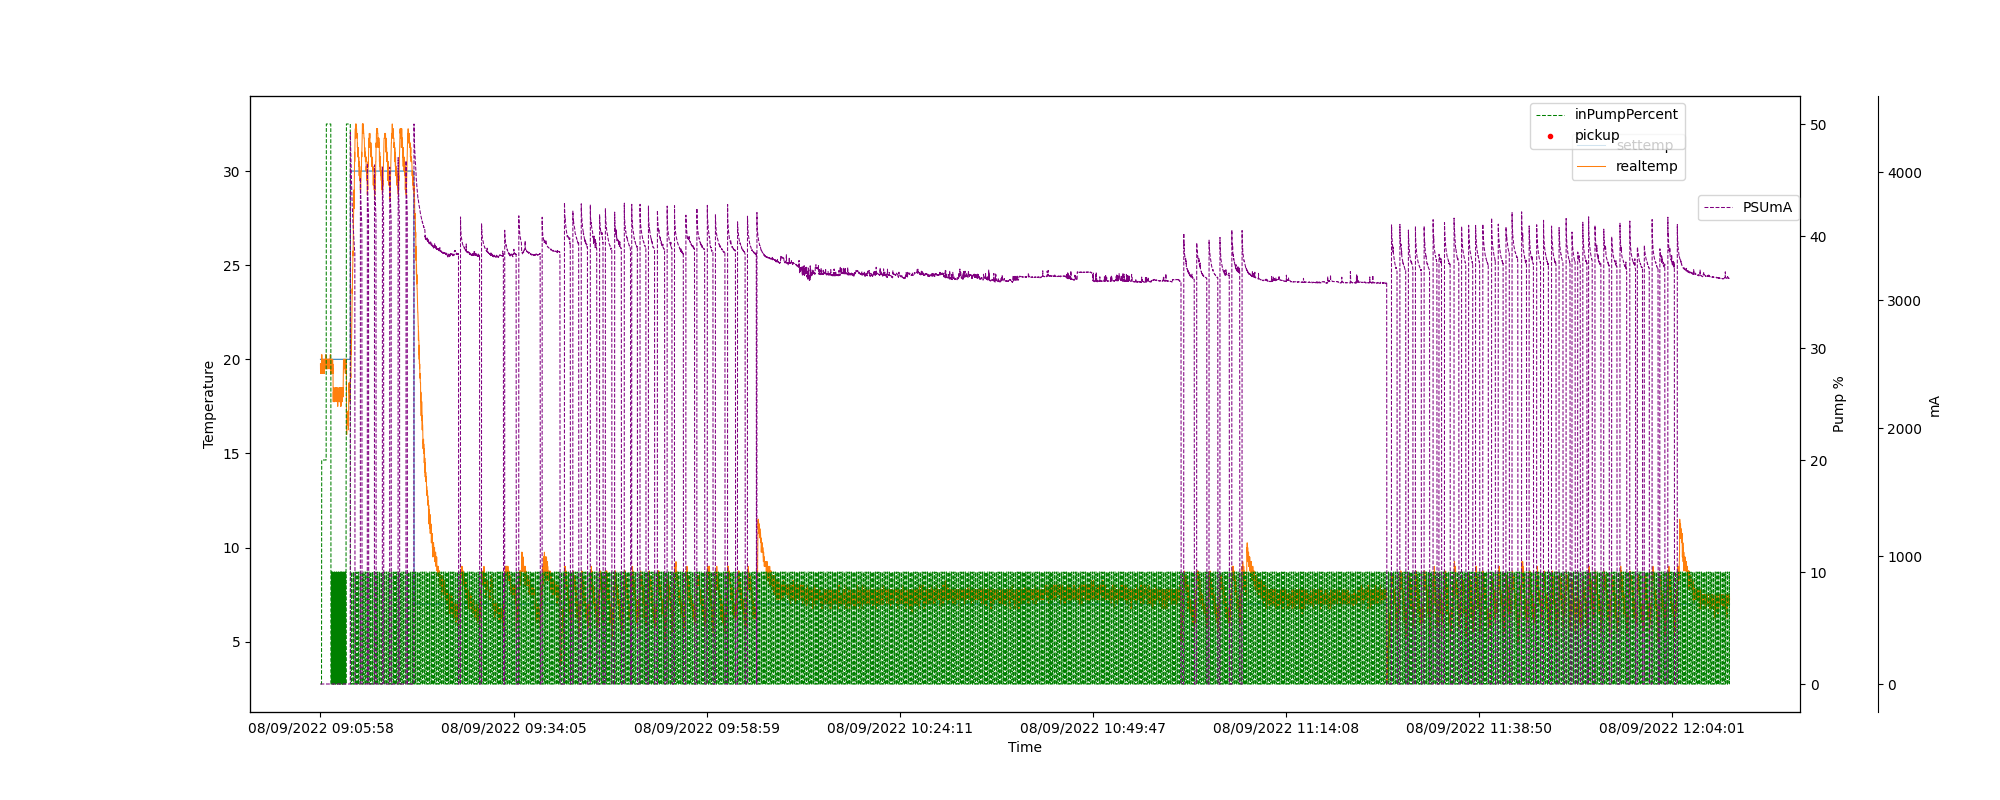 inPumpPercent
pickup
settemp
realtemp
PSUmA
30
25
20
15
10
5
Temperature
50
40
30
20
10
0
Pump %
4000
3000
2000
1000
0
mA
08/09/2022 09:05:58
08/09/2022 09:34:05
08/09/2022 09:58:59
08/09/2022 10:24:11
08/09/2022 10:49:47
08/09/2022 11:14:08
08/09/2022 11:38:50
08/09/2022 12:04:01
Time